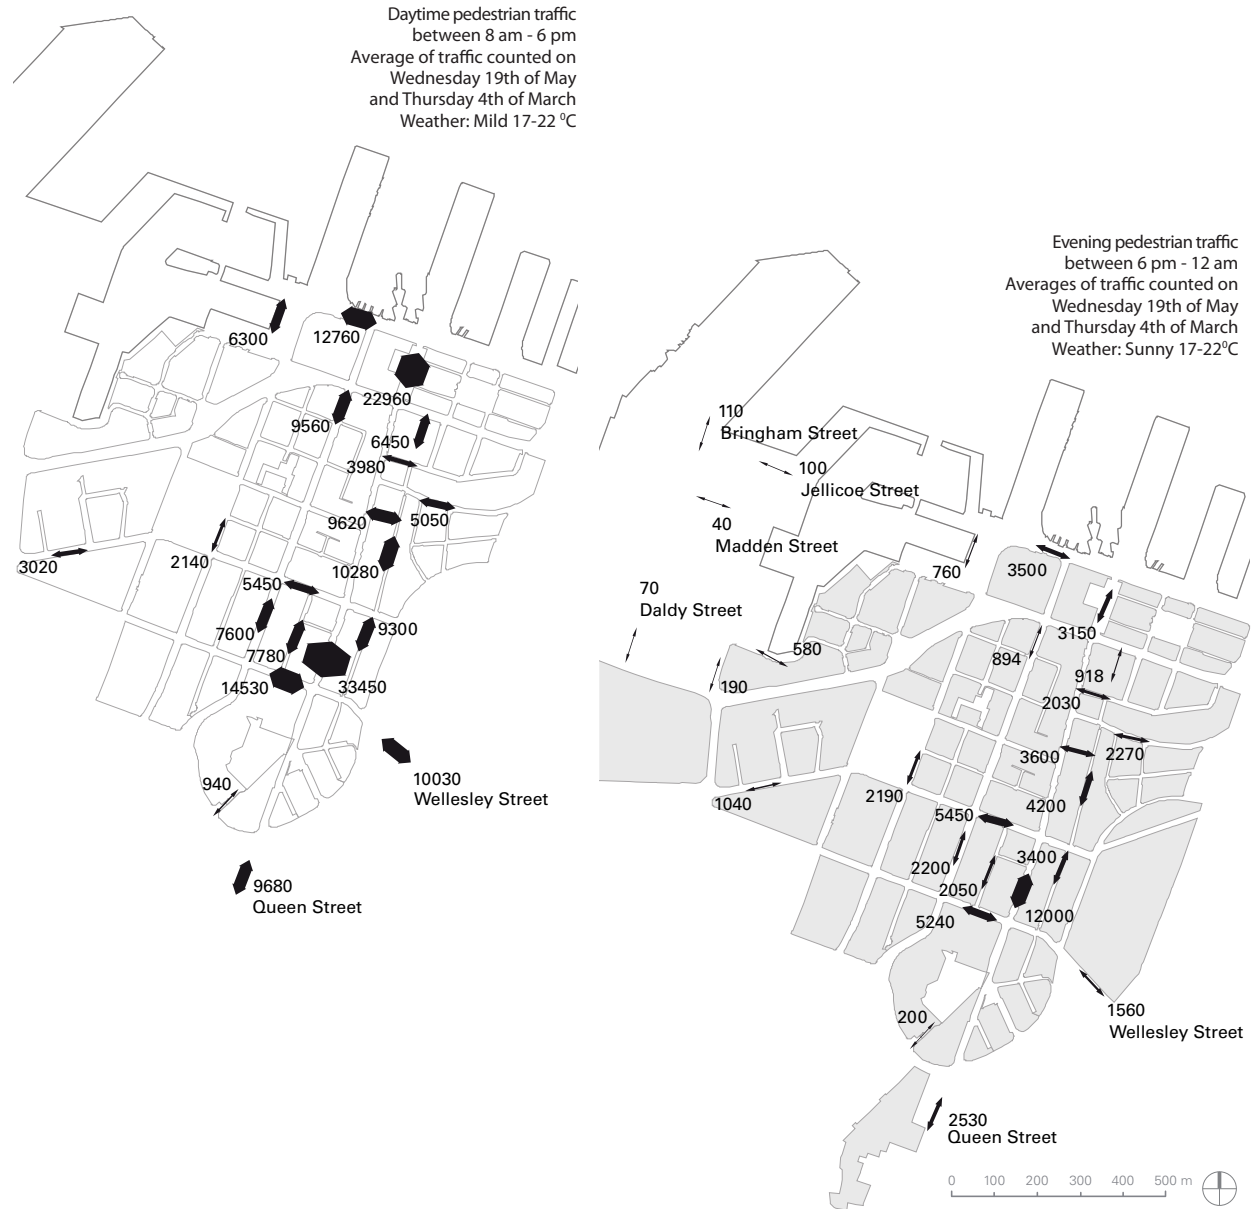 Daytime pedestrian traffic
between 8 am - 6 pm
Average of traffic counted on
Wednesday 19th of May
and Thursday 4th of March
Weather: Mild 17-22 ⁰C
6300
12760
22960
9560
6450
3980
9620
5050
3020
2140
10280
5450
7600
9300
7780
14530
33450
940
10030
Wellesley Street
9680
Queen Street
Evening pedestrian traffic
between 6 pm - 12 am
Averages of traffic counted on
Wednesday 19th of May
and Thursday 4th of March
Weather: Sunny 17-22⁰C
110
Bringham Street
100
Jellicoe Street
40
Madden Street
760
3500
70
Daldy Street
3150
580
894
918
190
2030
3600
2270
1040
2190
4200
5450
3400
2200
2050
12000
5240
1560
Wellesley Street
200
2530
Queen Street
0 100 200 300 400 500 m